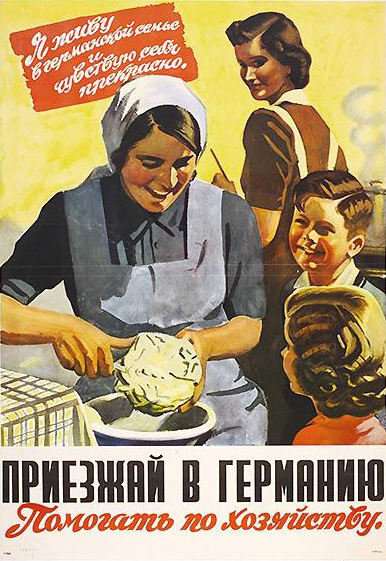 Я живу
в германской семье
и
чувствую себя
прекрасно.
ПРИЕЗЖАЙ В ГЕРМАНИЮ
Помогать по хозяйству.